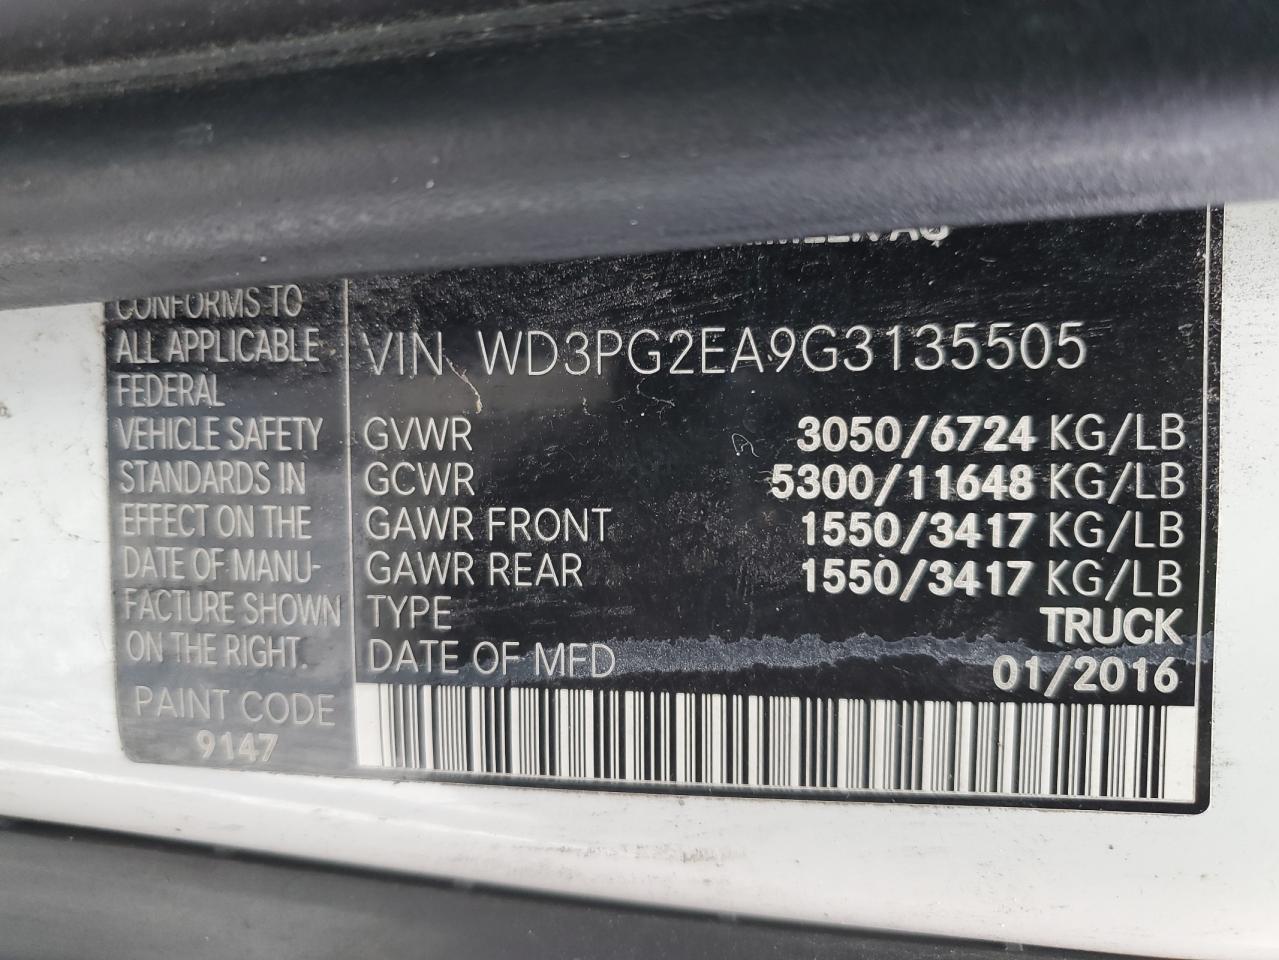 CONFORMS TO
ALL APPLICABLE
FEDERAL
VEHICLE SAFETY
STANDARDS IN
EFFECT ON THE
DATE OF MANU-
FACTURE SHOWN
ON THE RIGHT.
PAINT CODE
9147
AG
VIN WD3PG2EA9G3135505
GVWR 3050/6724 KG/LB
GCWR 5300/11648 KG/LB
GAWR FRONT 1550/3417 KG/LB
GAWR REAR 1550/3417 KG/LB
TYPE TRUCK
DATE OF MFD 01/2016